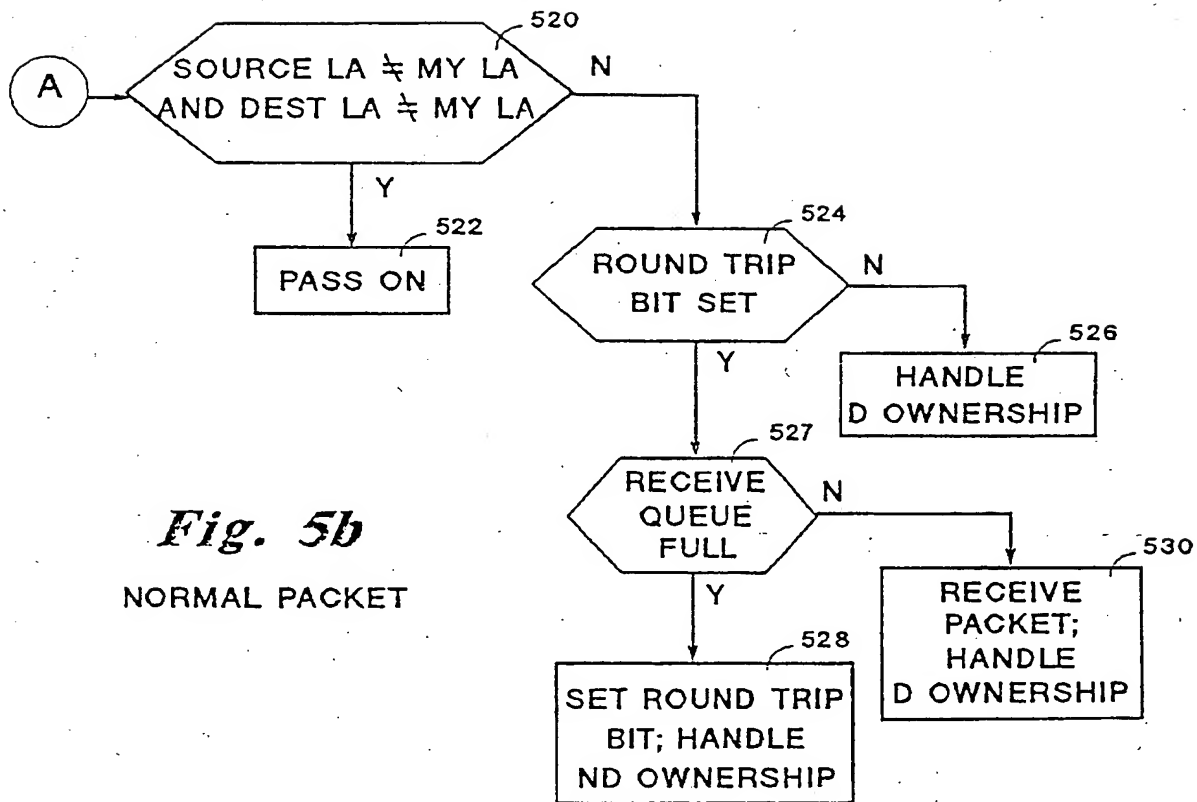 520
A
SOURCE LA ≠ MY LA
AND DEST LA ≠ MY LA
N
Y
522
PASS ON
524
ROUND TRIP
BIT SET
N
Y
526
HANDLE
D OWNERSHIP
527
RECEIVE
QUEUE
FULL
N
Y
Fig. 5b
NORMAL PACKET
530
RECEIVE
PACKET;
HANDLE
D OWNERSHIP
528
SET ROUND TRIP
BIT; HANDLE
ND OWNERSHIP